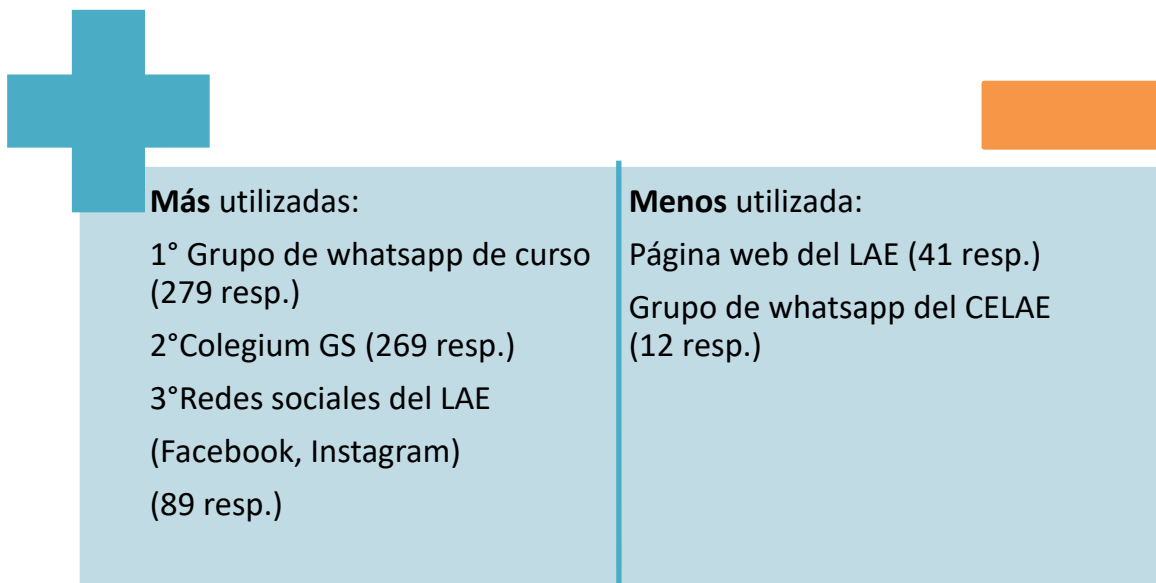 Más utilizadas:
1° Grupo de whatsapp de curso
(279 resp.)
2°Colegium GS (269 resp.)
3°Redes sociales del LAE
(Facebook, Instagram)
(89 resp.)
Menos utilizada:
Página web del LAE (41 resp.)
Grupo de whatsapp del CELAE
(12 resp.)